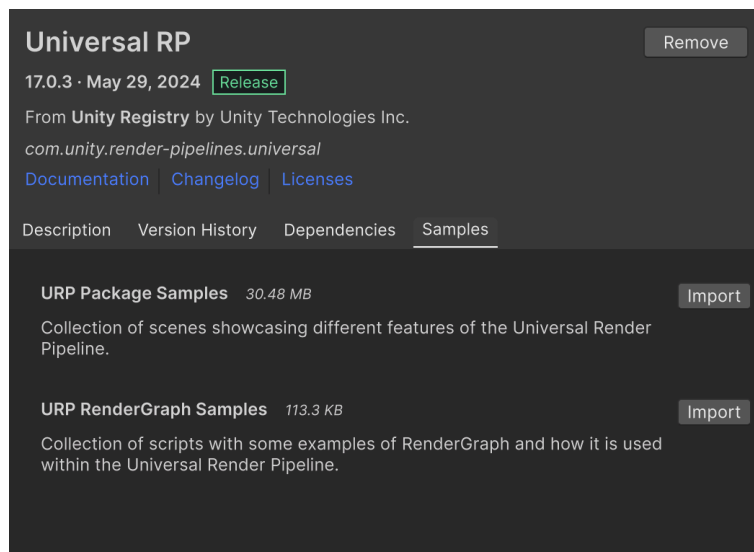 Universal RP
Remove
17.0.3 · May 29, 2024 Release
From Unity Registry by Unity Technologies Inc.
com.unity.render-pipelines.universal
Documentation Changelog Licenses
Description Version History Dependencies Samples
URP Package Samples 30.48 MB
Import
Collection of scenes showcasing different features of the Universal Render
Pipeline.
URP RenderGraph Samples 113.3 KB
Import
Collection of scripts with some examples of RenderGraph and how it is used
within the Universal Render Pipeline.